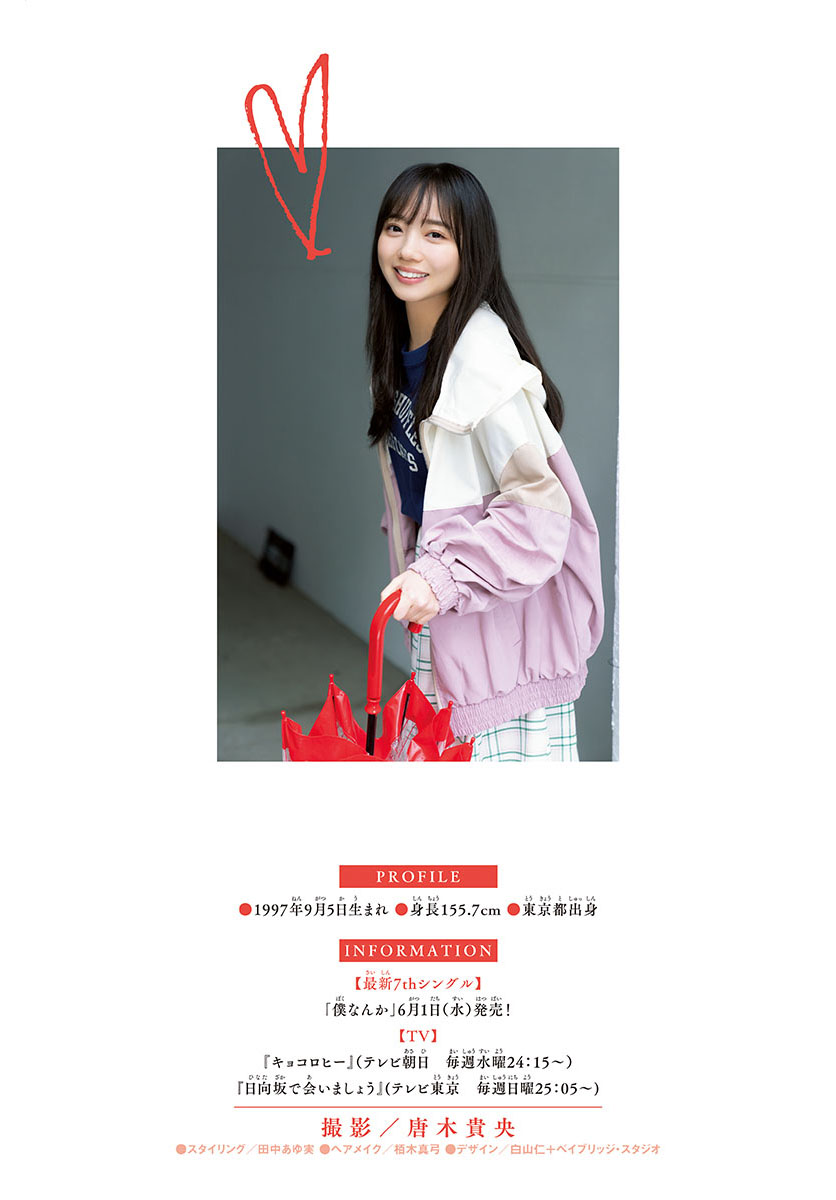 PROFILE
●1997年9月5日生まれ ●身長155.7cm ●東京都出身
INFORMATION
【最新7thシングル】
「僕なんか」6月1日(水)発売！
【TV】
『キョコロヒー』(テレビ朝日　毎週水曜24：15～)
『日向坂で会いましょう』(テレビ東京　毎週日曜25：05～)
撮影／唐木貴央
●スタイリング／田中あゆ実 ●ヘアメイク／栢木真弓 ●デザイン／白山仁＋ベイブリッジ・スタジオ